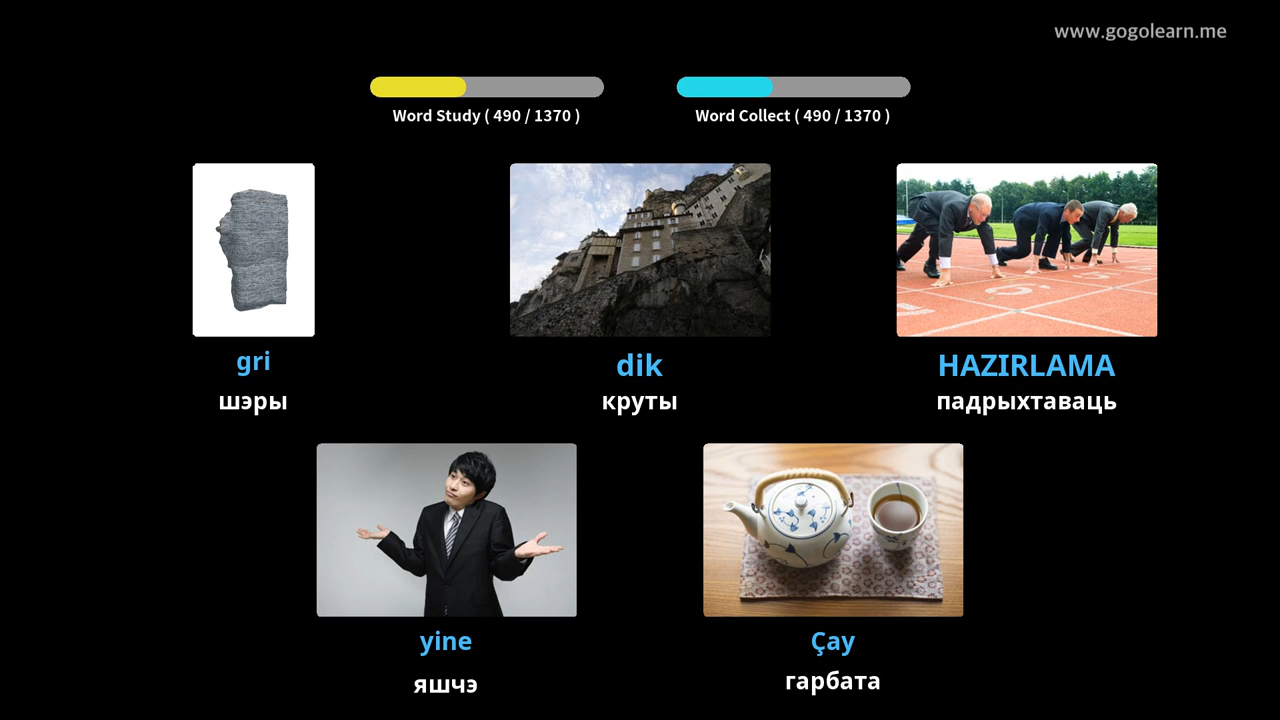 www.gogolearn.me
Word Study ( 490 / 1370 )
Word Collect ( 490 / 1370 )
gri
шэры
dik
круты
HAZIRLAMA
падрыхтаваць
yine
яшчэ
Çay
гарбата